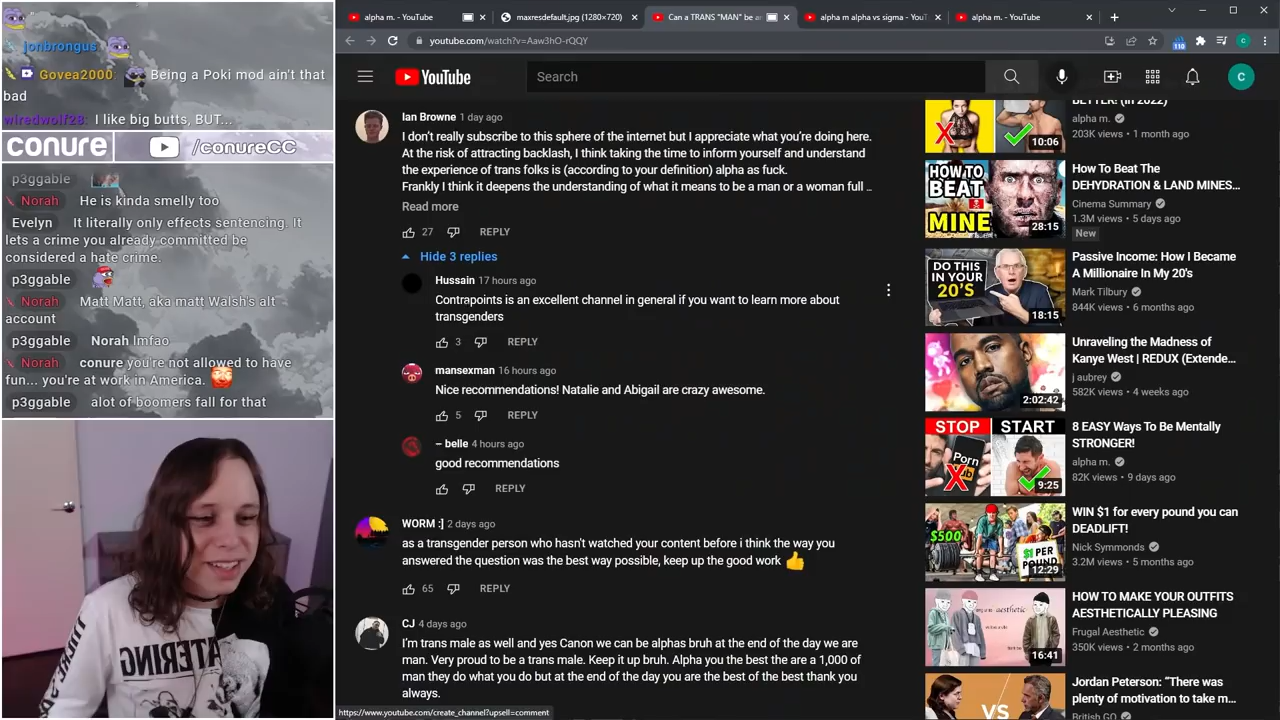 jonbrongus
Govea2000: Being a Poki mod ain't that
bad
wiredwolf28: I like big butts, BUT...
conure
/conureCC
p3ggable
Norah He is kinda smelly too
Evelyn It literally only effects sentencing. It
lets a crime you already committed be
considered a hate crime.
p3ggable
Norah Matt Matt, aka matt Walsh's alt
account
p3ggable Norah lmfao
Norah conure you're not allowed to have
fun... you're at work in America.
p3ggable alot of boomers fall for that
alpha m. - YouTube
maxresdefault.jpg (1280×720)
Can a TRANS "MAN" be a
alpha m alpha vs sigma - YouTu
alpha m. - YouTube
youtube.com/watch?v=Aaw3hO-rQQY
110
C
YouTube
Search
C
Ian Browne 1 day ago
I don't really subscribe to this sphere of the internet but I appreciate what you're doing here.
At the risk of attracting backlash, I think taking the time to inform yourself and understand
the experience of trans folks is (according to your definition) alpha as fuck.
Frankly I think it deepens the understanding of what it means to be a man or a woman full ...
Read more
27 REPLY
Hide 3 replies
Hussain 17 hours ago
Contrapoints is an excellent channel in general if you want to learn more about
transgenders
3 REPLY
mansexman 16 hours ago
Nice recommendations! Natalie and Abigail are crazy awesome.
5 REPLY
– belle 4 hours ago
good recommendations
REPLY
WORM :] 2 days ago
as a transgender person who hasn't watched your content before i think the way you
answered the question was the best way possible, keep up the good work 👍
65 REPLY
CJ 4 days ago
I'm trans male as well and yes Canon we can be alphas bruh at the end of the day we are
man. Very proud to be a trans male. Keep it up bruh. Alpha you the best the are a 1,000 of
man they do what you do but at the end of the day you are the best of the best thank you
always.
https://www.youtube.com/create_channel?upsell=comment
BETTER! (in 2022)
alpha m.
203K views • 1 month ago
10:06
HOW TO
BEAT
MINE
28:15
How To Beat The
DEHYDRATION & LAND MINES...
Cinema Summary
1.3M views • 5 days ago
New
DO THIS
IN YOUR
20'S
18:15
Passive Income: How I Became
A Millionaire In My 20's
Mark Tilbury
844K views • 6 months ago
2:02:42
Unraveling the Madness of
Kanye West | REDUX (Extende...
j aubrey
582K views • 4 weeks ago
STOP START
Porn
9:25
8 EASY Ways To Be Mentally
STRONGER!
alpha m.
82K views • 9 days ago
$500
$1 PER
POUND
12:29
WIN $1 for every pound you can
DEADLIFT!
Nick Symmonds
3.2M views • 5 months ago
aesthetic
16:41
HOW TO MAKE YOUR OUTFITS
AESTHETICALLY PLEASING
Frugal Aesthetic
350K views • 2 months ago
VS
Jordan Peterson: "There was
plenty of motivation to take m...
British GQ